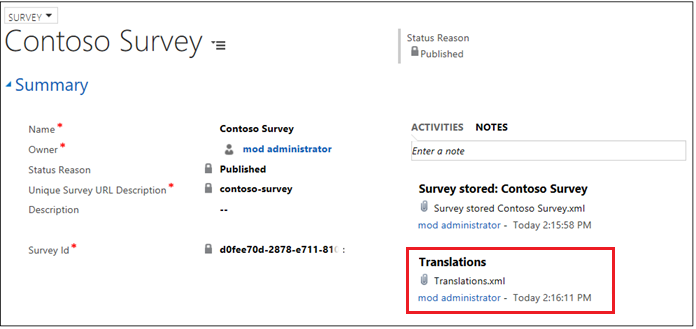 SURVEY
Contoso Survey
Status Reason
Published
Summary
Name *
Contoso Survey
Owner *
mod administrator
Status Reason
Published
Unique Survey URL Description *
contoso-survey
Description
--
Survey Id *
d0fee70d-2878-e711-81
ACTIVITIES NOTES
Enter a note
Survey stored: Contoso Survey
Survey stored Contoso Survey.xml
mod administrator - Today 2:15:58 PM
Translations
Translations.xml
mod administrator - Today 2:16:11 PM